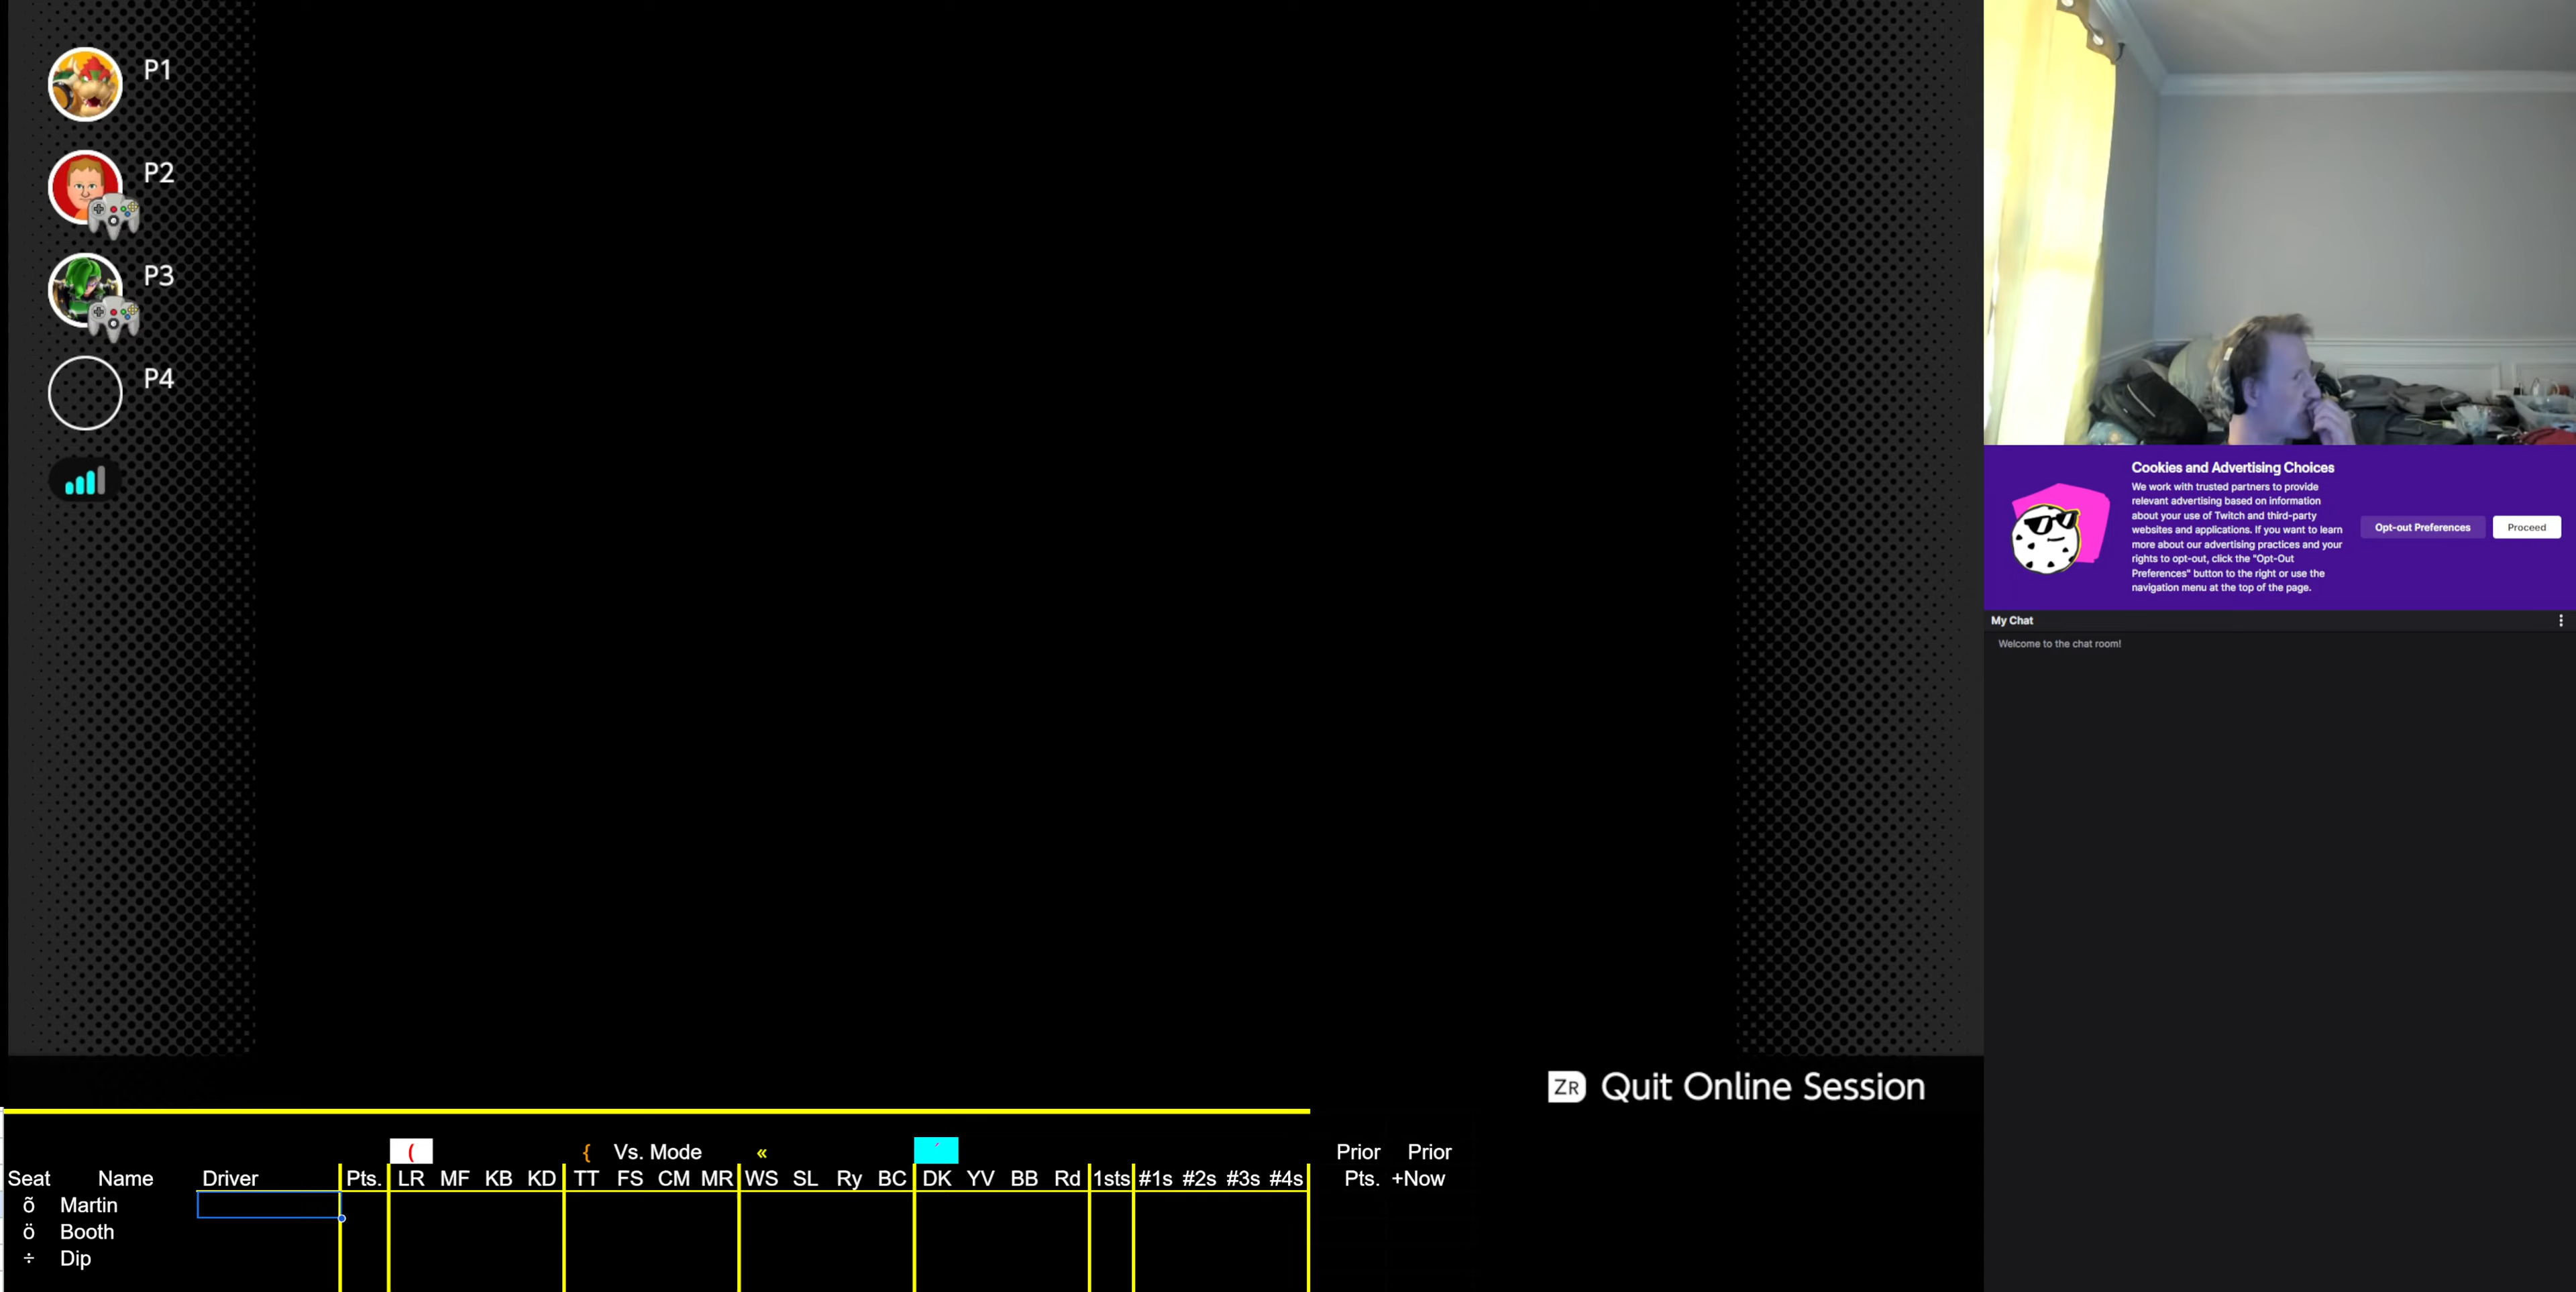 P1
P2
P3
P4
Cookies and Advertising Choices
We work with trusted partners to provide
relevant advertising based on information
about your use of Twitch and third-party
websites and applications. If you want to learn
more about our advertising practices and your
rights to opt-out, click the "Opt-Out
Preferences" button to the right or use the
navigation menu at the top of the page.
Opt-out Preferences
Proceed
My Chat
Welcome to the chat room!
ZR Quit Online Session
( { Vs. Mode « Prior Prior
Seat Name Driver Pts. LR MF KB KD TT FS CM MR WS SL Ry BC DK YV BB Rd 1sts #1s #2s #3s #4s Pts. +Now
õ Martin
ö Booth
÷ Dip